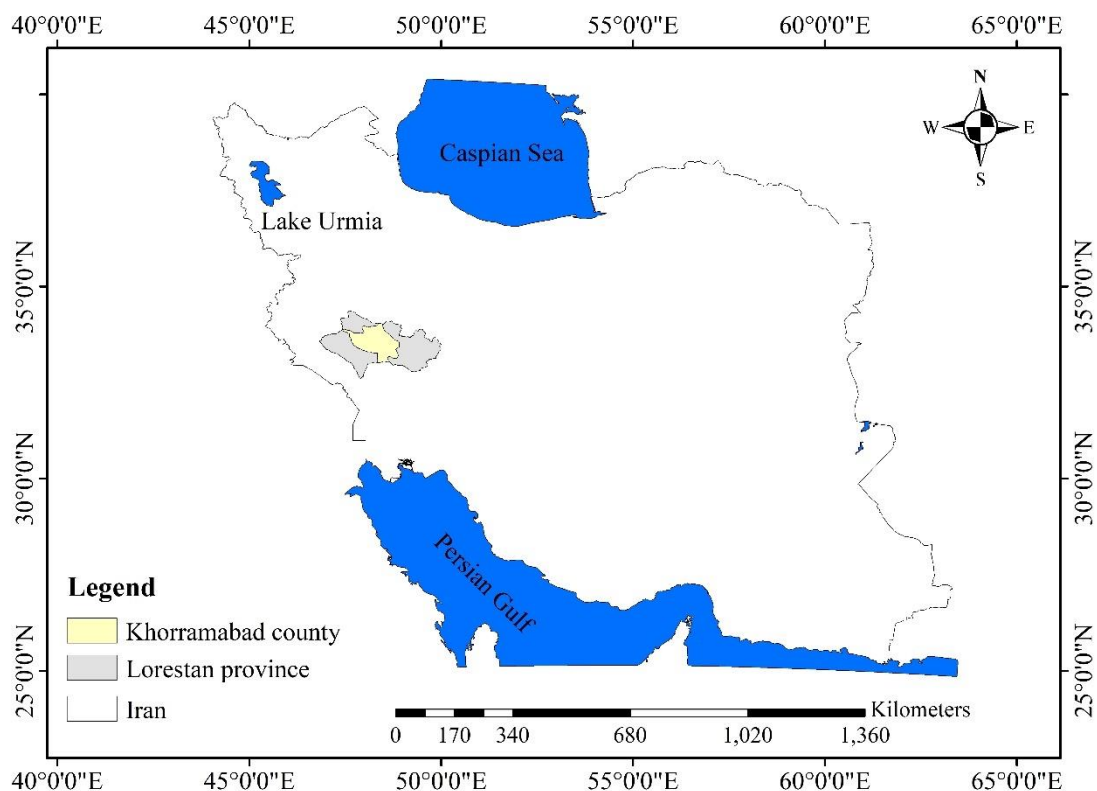 40°0'0"E 45°0'0"E 50°0'0"E 55°0'0"E 60°0'0"E 65°0'0"E
N
W E
S
Caspian Sea
Lake Urmia
35°0'0"N 35°0'0"N
30°0'0"N 30°0'0"N
Persian Gulf
25°0'0"N 25°0'0"N
Legend
Khorramabad county
Lorestan province
Iran
Kilometers
0 170 340 680 1,020 1,360
40°0'0"E 45°0'0"E 50°0'0"E 55°0'0"E 60°0'0"E 65°0'0"E